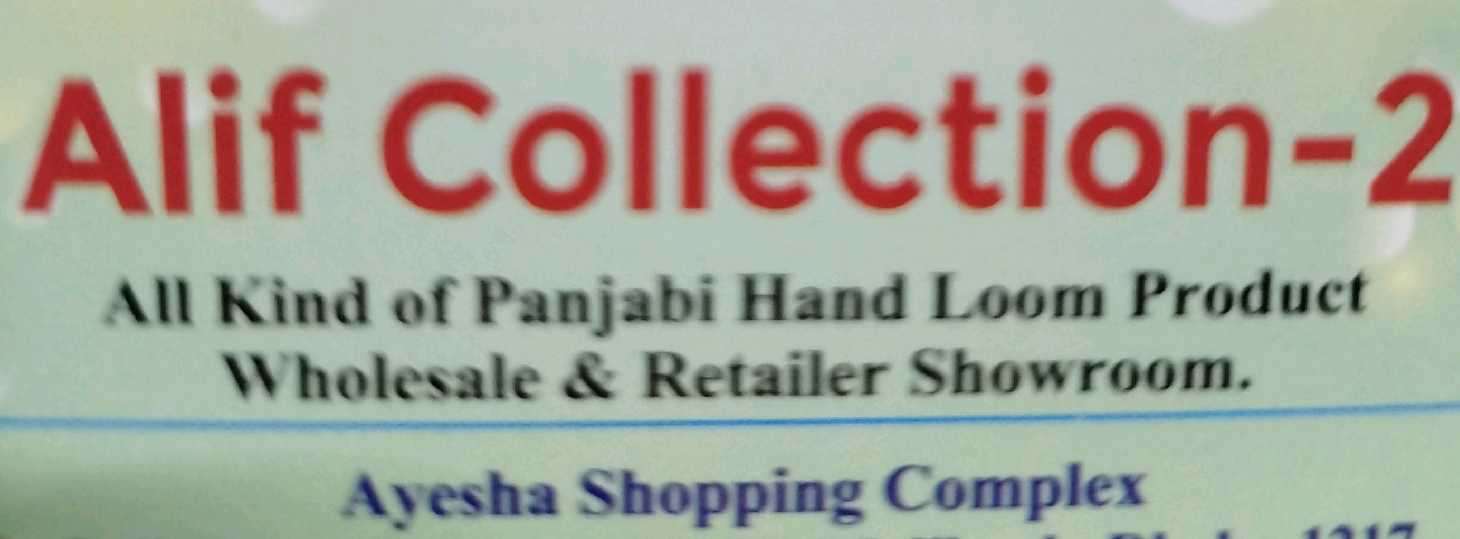 Alif Collection-2
All Kind of Panjabi Hand Loom Product
Wholesale & Retailer Showroom.
Ayesha Shopping Complex